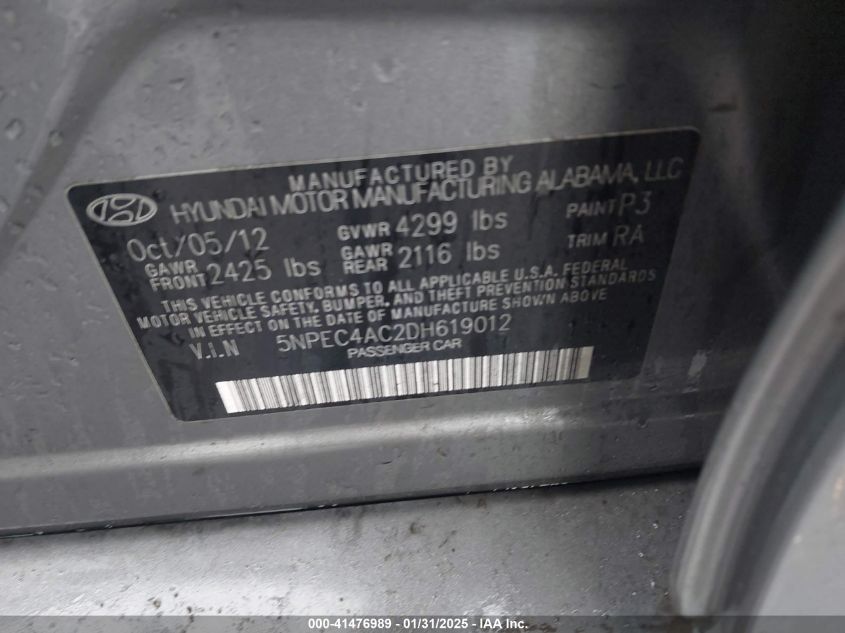 MANUFACTURED BY
HYUNDAI MOTOR MANUFACTURING ALABAMA, LLC
Oct/05/12 GVWR 4299 lbs PAINT P3
GAWR FRONT 2425 lbs GAWR REAR 2116 lbs TRIM RA
THIS VEHICLE CONFORMS TO ALL APPLICABLE U.S.A. FEDERAL
MOTOR VEHICLE SAFETY, BUMPER, AND THEFT PREVENTION STANDARDS
IN EFFECT ON THE DATE OF MANUFACTURE SHOWN ABOVE.
V.I.N 5NPEC4AC2DH619012
PASSENGER CAR
000-41476989 - 01/31/2025 - IAA Inc.